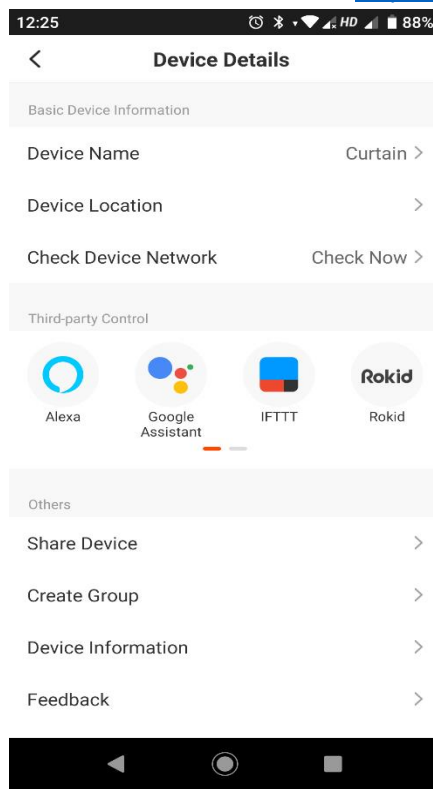 12:25 HD 88%
Device Details
Basic Device Information
Device Name Curtain
Device Location
Check Device Network Check Now
Third-party Control
Rokid
Alexa Google Assistant IFTTT Rokid
Others
Share Device
Create Group
Device Information
Feedback